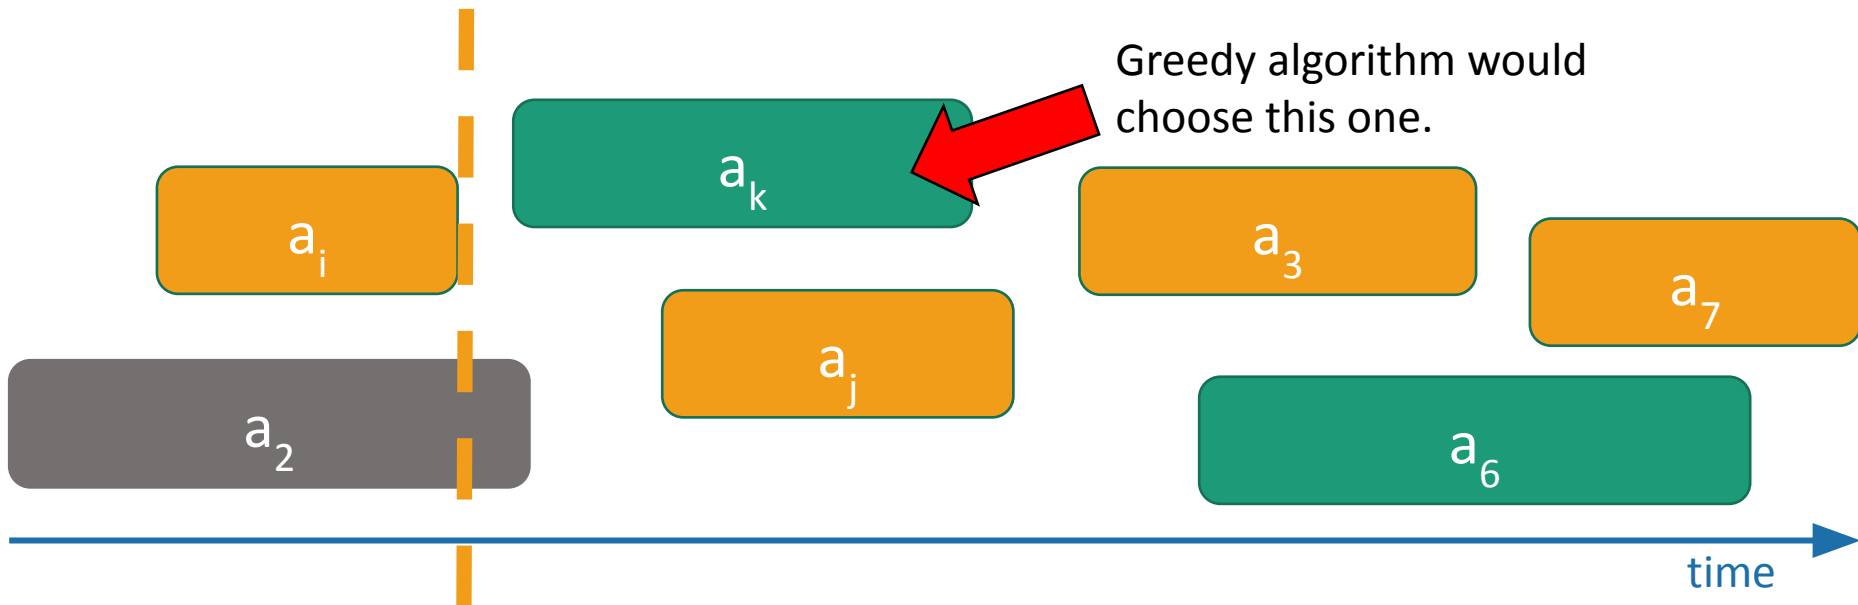 Greedy algorithm would
choose this one.
aₖ
aᵢ
a₃
a₇
aⱼ
a₂
a₆
time